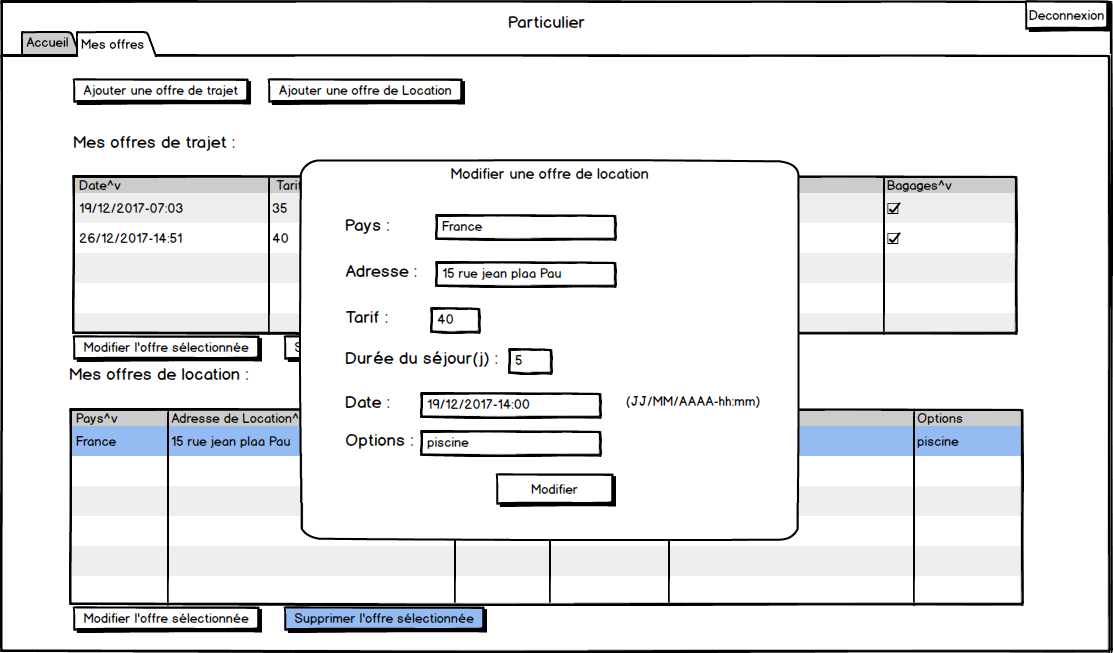 Particulier
Deconnexion
Accueil
Mes offres
Ajouter une offre de trajet
Ajouter une offre de Location
Mes offres de trajet :
Date^v
Tarif
Bagages^v
19/12/2017-07:03
35
26/12/2017-14:51
40
Modifier l'offre sélectionnée
S
Modifier une offre de location
Pays :
France
Adresse :
15 rue jean plaa Pau
Tarif :
40
Durée du séjour(j) :
5
Date :
19/12/2017-14:00
(JJ/MM/AAAA-hh:mm)
Options :
piscine
Modifier
Mes offres de location :
Pays^v
Adresse de Location^
Options
France
15 rue jean plaa Pau
piscine
Modifier l'offre sélectionnée
Supprimer l'offre sélectionnée